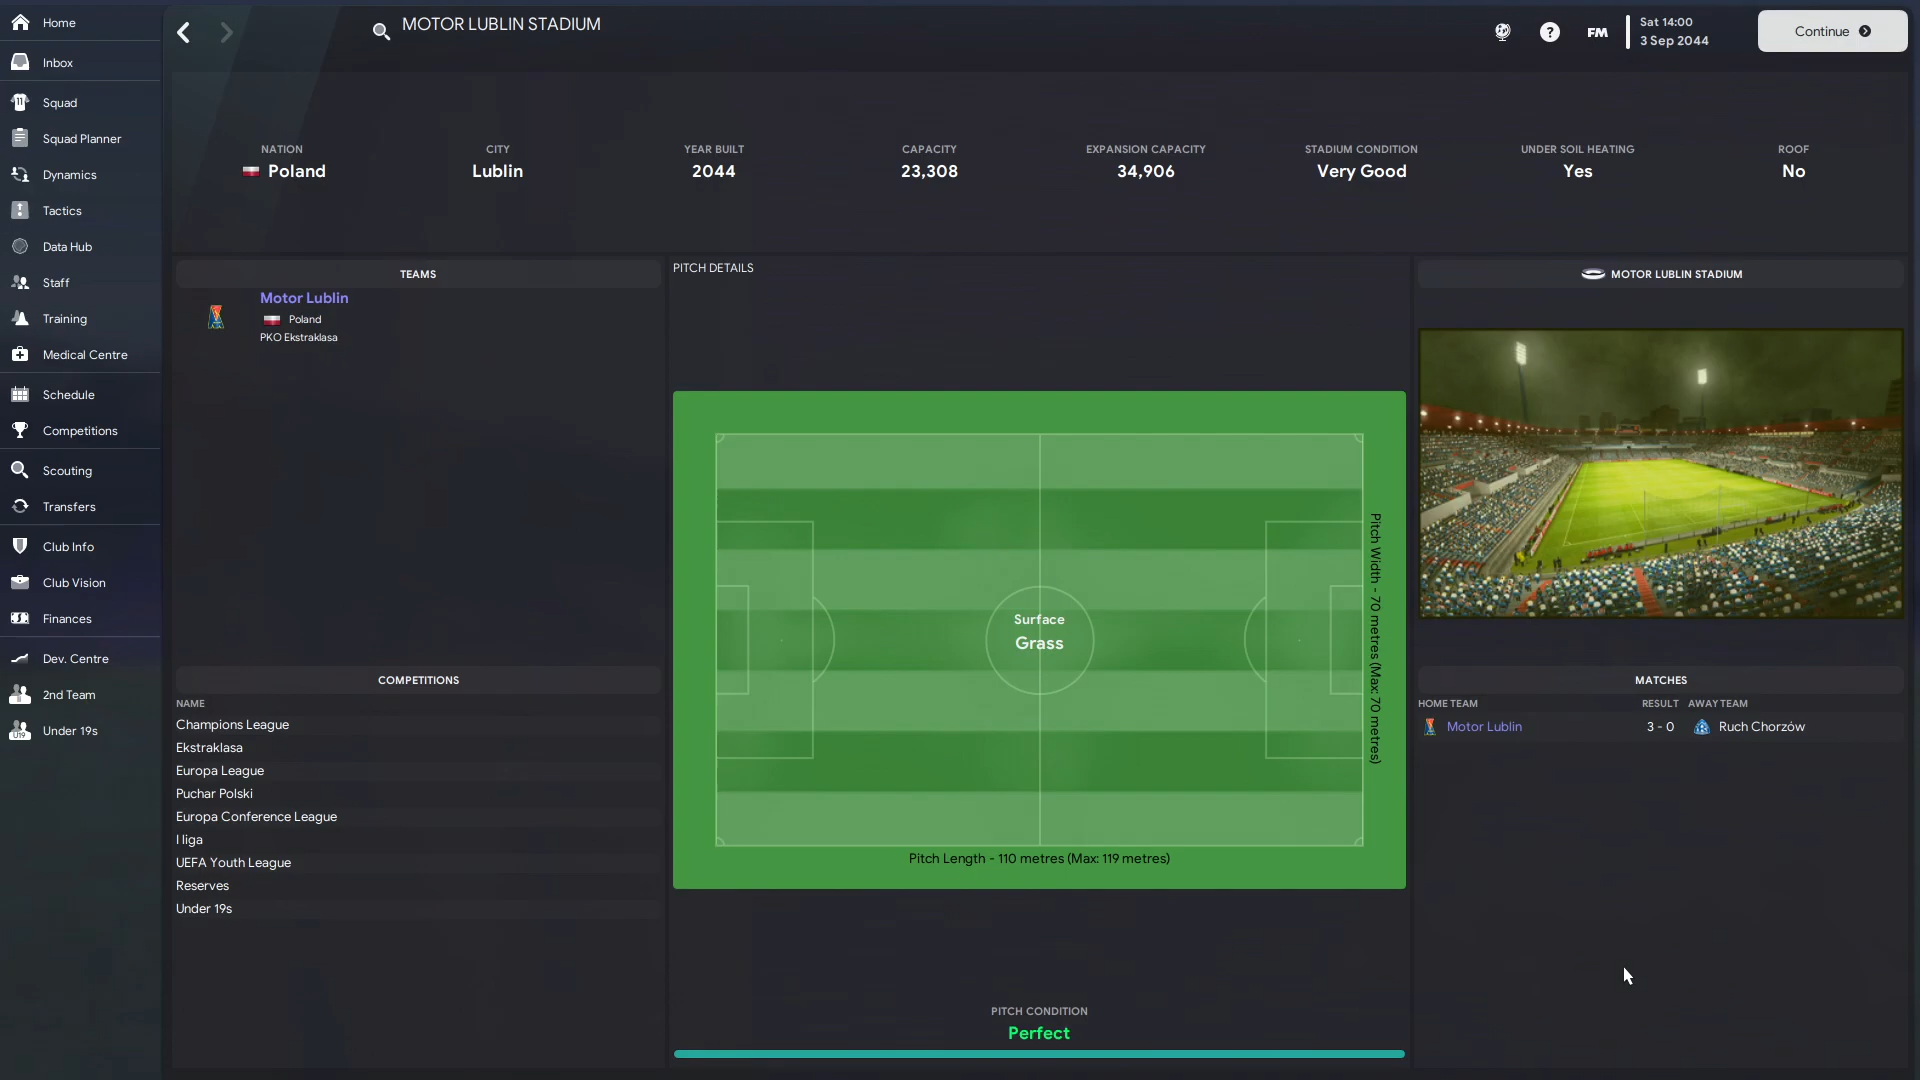 Home
Inbox
Squad
Squad Planner
Dynamics
Tactics
Data Hub
Staff
Training
Medical Centre
Schedule
Competitions
Scouting
Transfers
Club Info
Club Vision
Finances
Dev. Centre
2nd Team
Under 19s
MOTOR LUBLIN STADIUM
FM
Sat 14:00
3 Sep 2044
Continue
NATION
Poland
CITY
Lublin
YEAR BUILT
2044
CAPACITY
23,308
EXPANSION CAPACITY
34,906
STADIUM CONDITION
Very Good
UNDER SOIL HEATING
Yes
ROOF
No
TEAMS
Motor Lublin
Poland
PKO Ekstraklasa
COMPETITIONS
NAME
Champions League
Ekstraklasa
Europa League
Puchar Polski
Europa Conference League
I liga
UEFA Youth League
Reserves
Under 19s
PITCH DETAILS
Surface
Grass
Pitch Width - 70 metres (Max: 70 metres)
Pitch Length - 110 metres (Max: 119 metres)
PITCH CONDITION
Perfect
MOTOR LUBLIN STADIUM
MATCHES
HOME TEAM RESULT AWAY TEAM
Motor Lublin 3 - 0 Ruch Chorzów